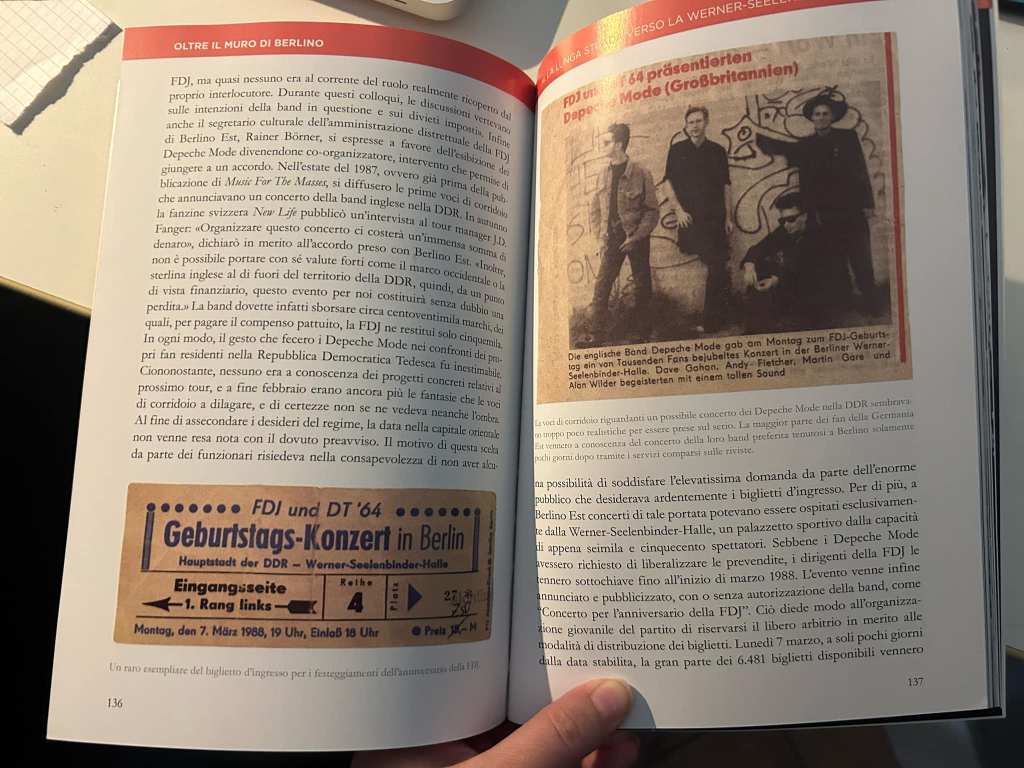 OLTRE IL MURO DI BERLINO
FDJ, ma quasi nessuno era al corrente del ruolo realmente ricoperto dal
proprio interlocutore. Durante questi colloqui, le discussioni vertevano
sulle intenzioni della band in questione e sui divieti imposti. Infine
anche il segretario culturale dell'amministrazione distrettuale della FDJ
di Berlino Est, Rainer Börner, si espresse a favore dell'esibizione dei
Depeche Mode divenendone co-organizzatore, intervento che permise di
giungere a un accordo. Nell'estate del 1987, ovvero già prima della pub-
blicazione di Music For The Masses, si diffusero le prime voci di corridoio
che annunciavano un concerto della band inglese nella DDR. In autunno
la fanzine svizzera New Life pubblicò un'intervista al tour manager J.D.
Fanger: «Organizzare questo concerto ci costerà un'immensa somma di
denaro», dichiarò in merito all'accordo preso con Berlino Est. «Inoltre,
non è possibile portare con sé valute forti come il marco occidentale o la
sterlina inglese al di fuori del territorio della DDR, quindi, da un punto
di vista finanziario, questo evento per noi costituirà senza dubbio una
perdita.» La band dovette infatti sborsare circa centoventimila marchi, dei
quali, per pagare il compenso pattuito, la FDJ ne restituì solo cinquemila.
In ogni modo, il gesto che fecero i Depeche Mode nei confronti dei pro-
pri fan residenti nella Repubblica Democratica Tedesca fu inestimabile.
Ciononostante, nessuno era a conoscenza dei progetti concreti relativi al
prossimo tour, e a fine febbraio erano ancora più le fantasie che le voci
di corridoio a dilagare, e di certezze non se ne vedeva neanche l'ombra.
Al fine di assecondare i desideri del regime, la data nella capitale orientale
non venne resa nota con il dovuto preavviso. Il motivo di questa scelta
da parte dei funzionari risiedeva nella consapevolezza di non aver alcu-
FDJ und DT '64
Geburtstags-Konzert in Berlin
Hauptstadt der DDR – Werner-Seelenbinder-Halle
Eingangsseite
1. Rang links
Reihe
4
Platz
27
Montag, den 7. März 1988, 19 Uhr, Einlaß 18 Uhr
Preis M
Un raro esemplare del biglietto d'ingresso per i festeggiamenti dell'anniversario della FDJ.
136
LA LUNGA STRADA VERSO LA WERNER-SEELEN
FDJ und DT '64 präsentierten
Depeche Mode (Großbritannien)
Die englische Band Depeche Mode gab am Montag zum FDJ-Geburts-
tag ein von Tausenden Fans bejubeltes Konzert in der Berliner Werner-
Seelenbinder-Halle. Dave Gahan, Andy Fletcher, Martin Gore und
Alan Wilder begeisterten mit einem tollen Sound
Le voci di corridoio riguardanti un possibile concerto dei Depeche Mode nella DDR sembrava-
no troppo poco realistiche per essere prese sul serio. La maggior parte dei fan della Germania
Est vennero a conoscenza del concerto della loro band preferita tenutosi a Berlino solamente
pochi giorni dopo tramite i servizi comparsi sulle riviste.
na possibilità di soddisfare l'elevatissima domanda da parte dell'enorme
pubblico che desiderava ardentemente i biglietti d'ingresso. Per di più, a
Berlino Est concerti di tale portata potevano essere ospitati esclusivamen-
te dalla Werner-Seelenbinder-Halle, un palazzetto sportivo dalla capacità
di appena seimila e cinquecento spettatori. Sebbene i Depeche Mode
avessero richiesto di liberalizzare le prevendite, i dirigenti della FDJ le
tennero sottochiave fino all'inizio di marzo 1988. L'evento venne infine
annunciato e pubblicizzato, con o senza autorizzazione della band, come
"Concerto per l'anniversario della FDJ". Ciò diede modo all'organizza-
zione giovanile del partito di riservarsi il libero arbitrio in merito alle
modalità di distribuzione dei biglietti. Lunedì 7 marzo, a soli pochi giorni
dalla data stabilita, la gran parte dei 6.481 biglietti disponibili vennero
137